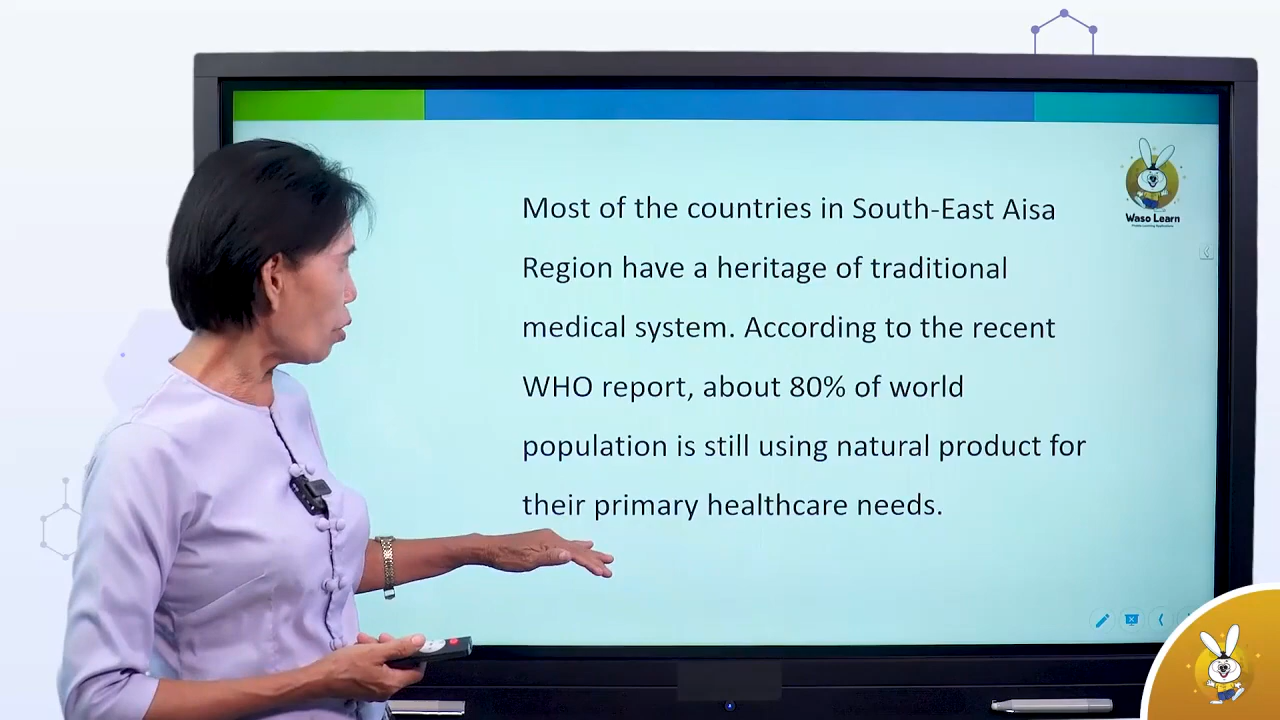 Most of the countries in South-East Aisa
Region have a heritage of traditional
medical system. According to the recent
WHO report, about 80% of world
population is still using natural product for
their primary healthcare needs.
Waso Learn